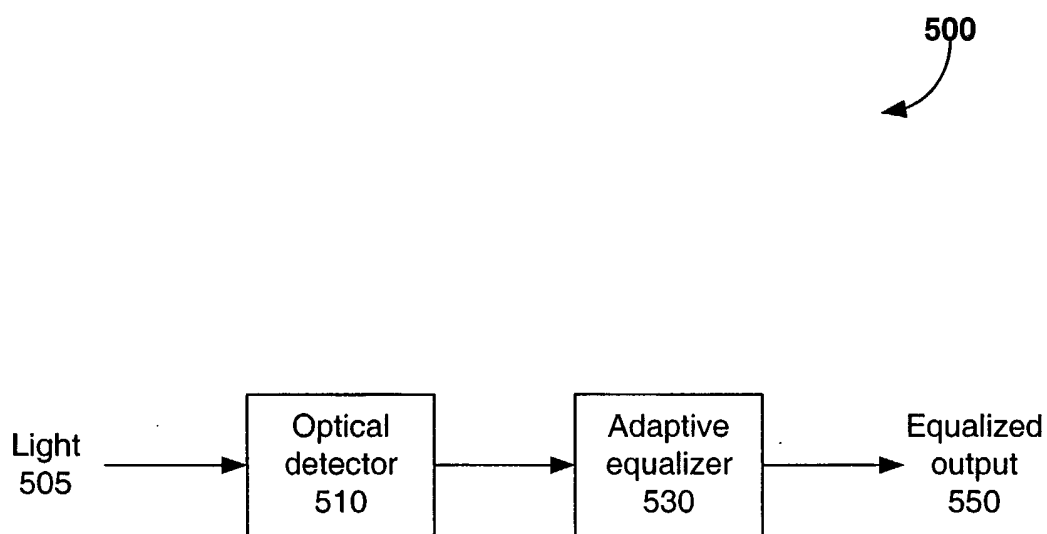 500
Light
505
Optical
detector
510
Adaptive
equalizer
530
Equalized
output
550